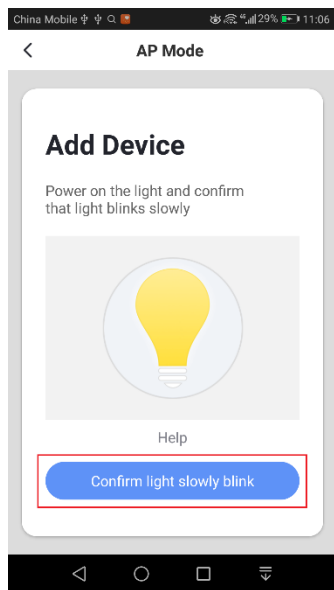 China Mobile 29% 11:06
AP Mode
Add Device
Power on the light and confirm
that light blinks slowly
Help
Confirm light slowly blink